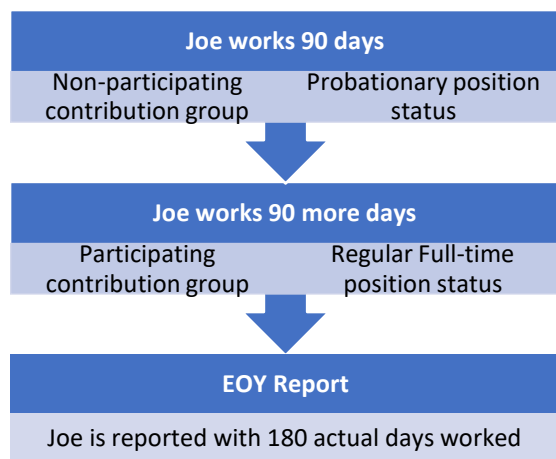 Joe works 90 days
Non-participating
contribution group
Probationary position
status
Joe works 90 more days
Participating
contribution group
Regular Full-time
position status
EOY Report
Joe is reported with 180 actual days worked